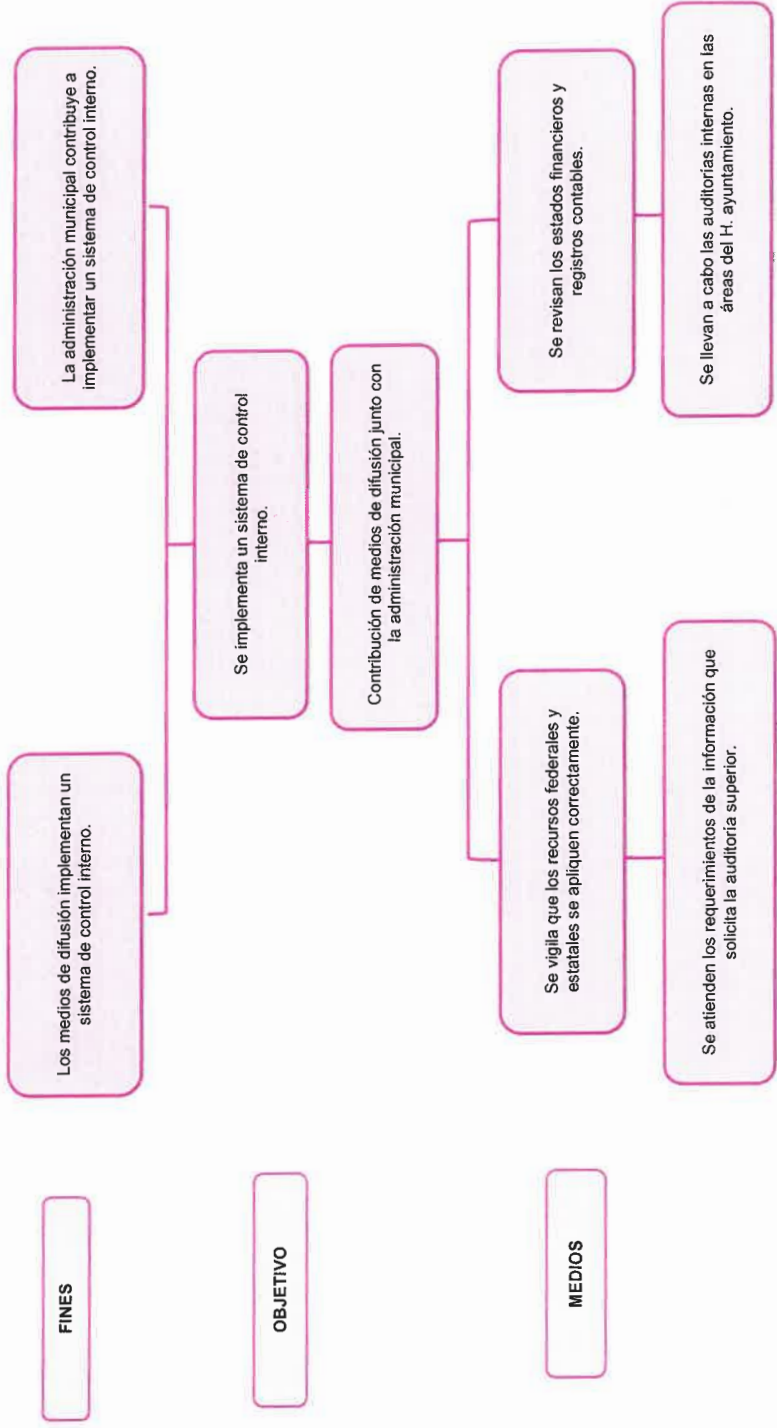 FINES
Los medios de difusión implementan un
sistema de control interno.
La administración municipal contribuye a
implementar un sistema de control interno.
OBJETIVO
Se implementa un sistema de control
interno.
Contribución de medios de difusión junto con
la administración municipal.
MEDIOS
Se vigila que los recursos federales y
estatales se apliquen correctamente.
Se revisan los estados financieros y
registros contables.
Se atienden los requerimientos de la información que
solicita la auditoria superior.
Se llevan a cabo las auditorias internas en las
áreas del H. ayuntamiento.